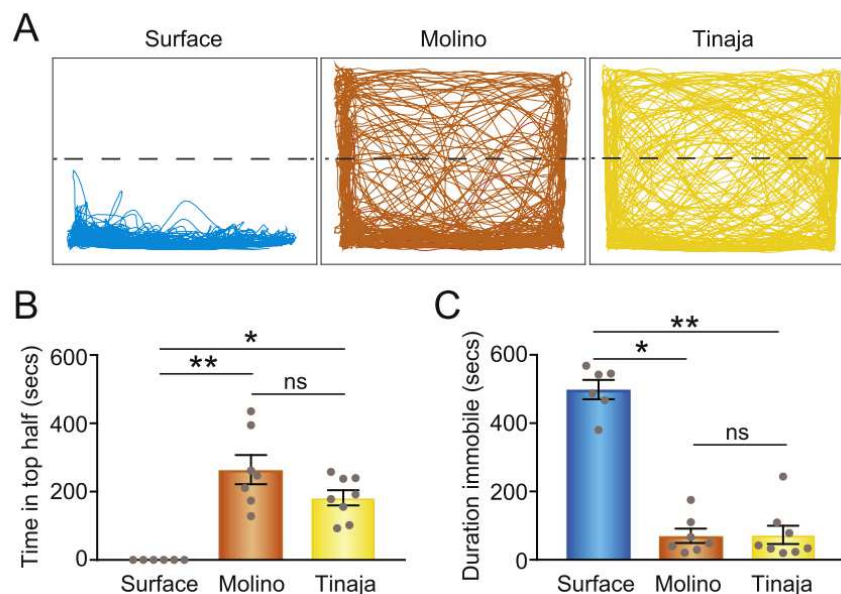 A
Surface Molino Tinaja
B
Time in top half (secs)
600
400
200
0
**
*
ns
Surface Molino Tinaja
C
Duration immobile (secs)
600
400
200
0
*
**
ns
Surface Molino Tinaja